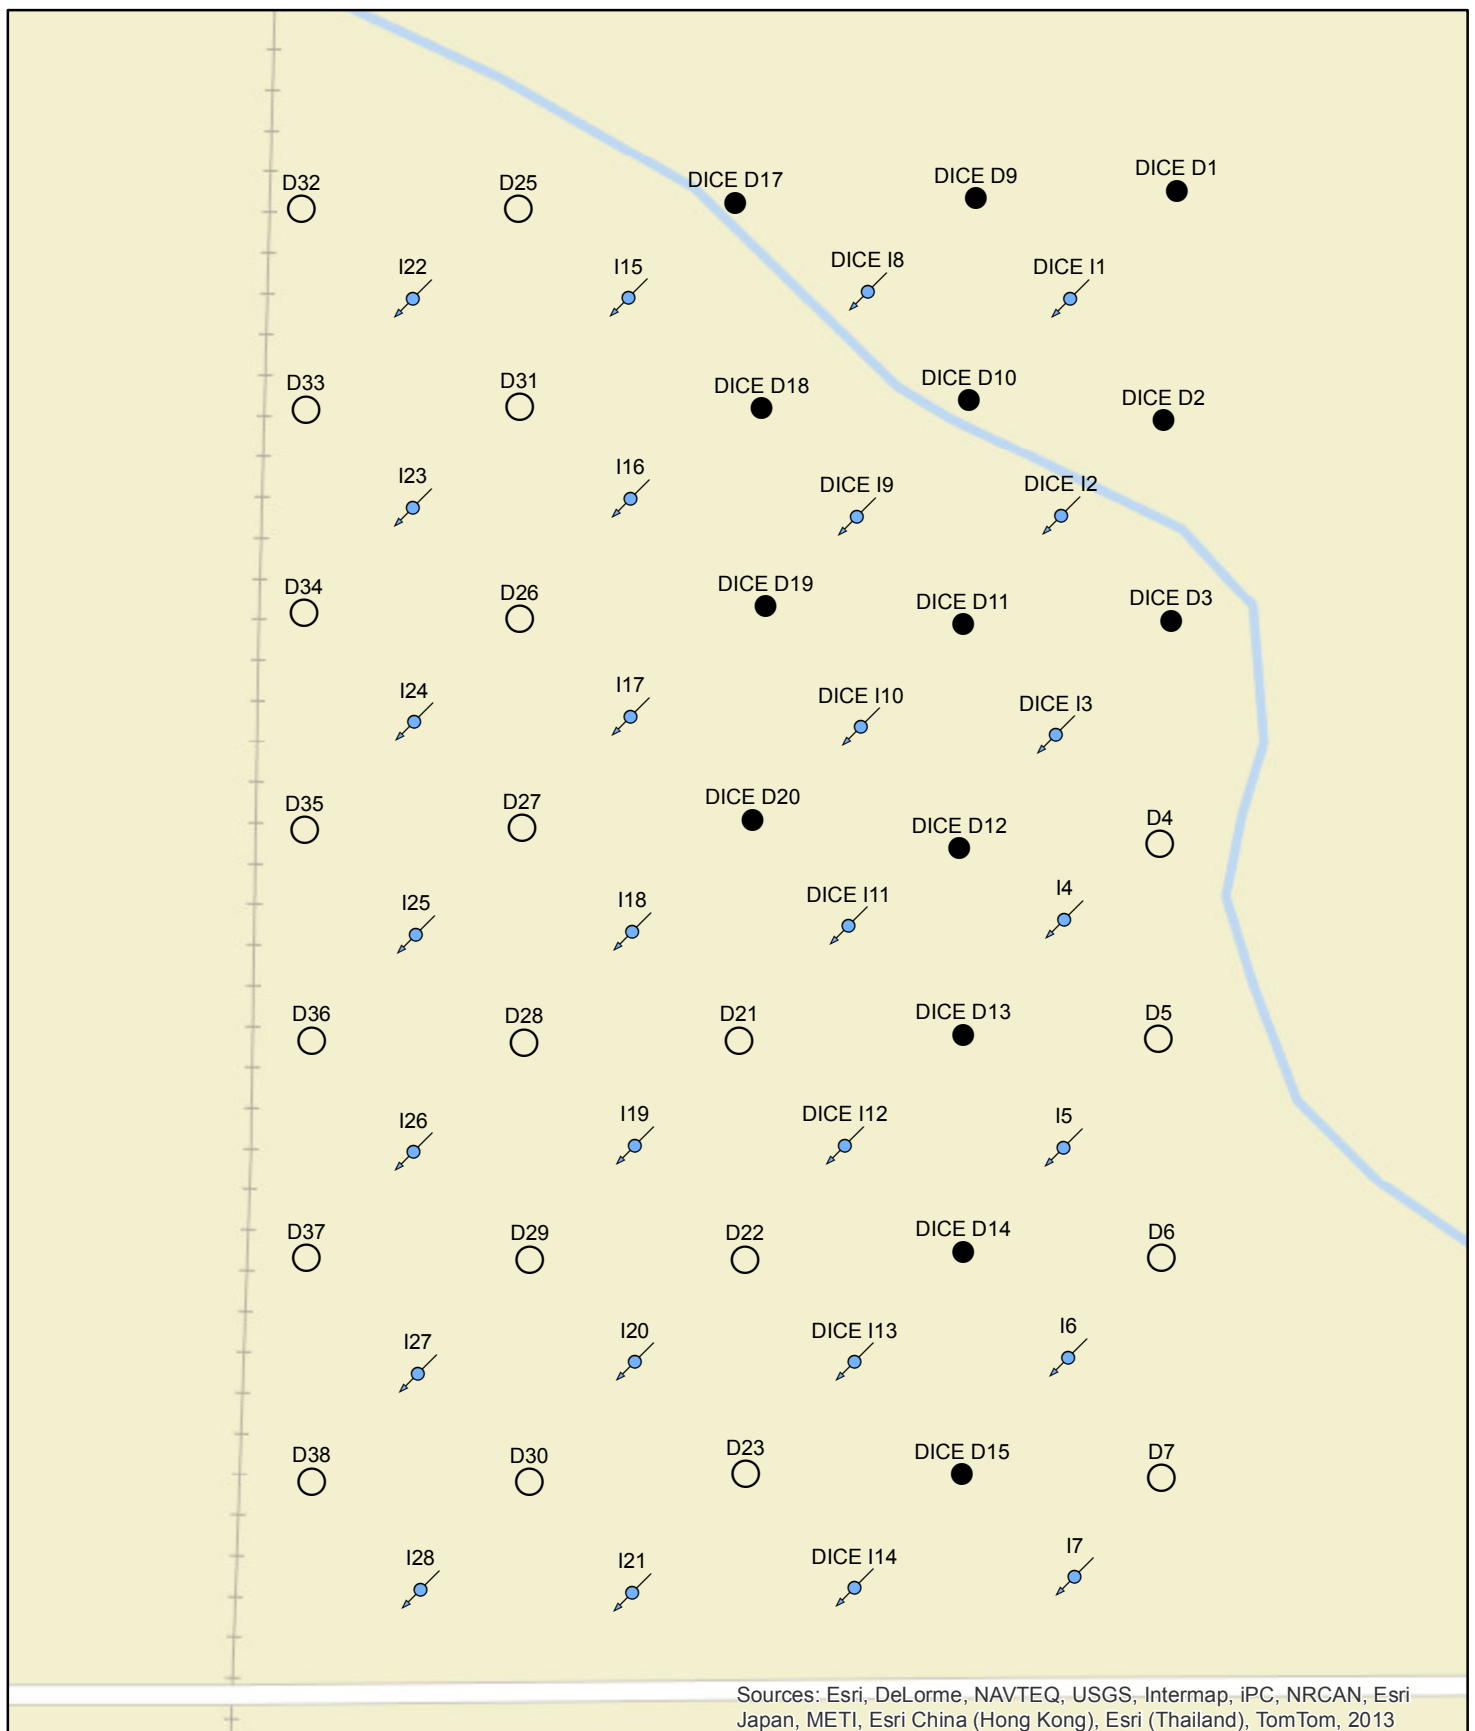 D32
D25
DICE D17
DICE D9
DICE D1
I22
I15
DICE I8
DICE I1
D33
D31
DICE D18
DICE D10
DICE D2
I23
I16
DICE I9
DICE I2
D34
D26
DICE D19
DICE D11
DICE D3
I24
I17
DICE I10
DICE I3
D35
D27
DICE D20
DICE D12
D4
I25
I18
DICE I11
I4
D36
D28
D21
DICE D13
D5
I26
I19
DICE I12
I5
D37
D29
D22
DICE D14
D6
I27
I20
DICE I13
I6
D38
D30
D23
DICE D15
D7
I28
I21
DICE I14
I7
Sources: Esri, DeLorme, NAVTEQ, USGS, Intermap, iPC, NRCAN, Esri
Japan, METI, Esri China (Hong Kong), Esri (Thailand), TomTom, 2013